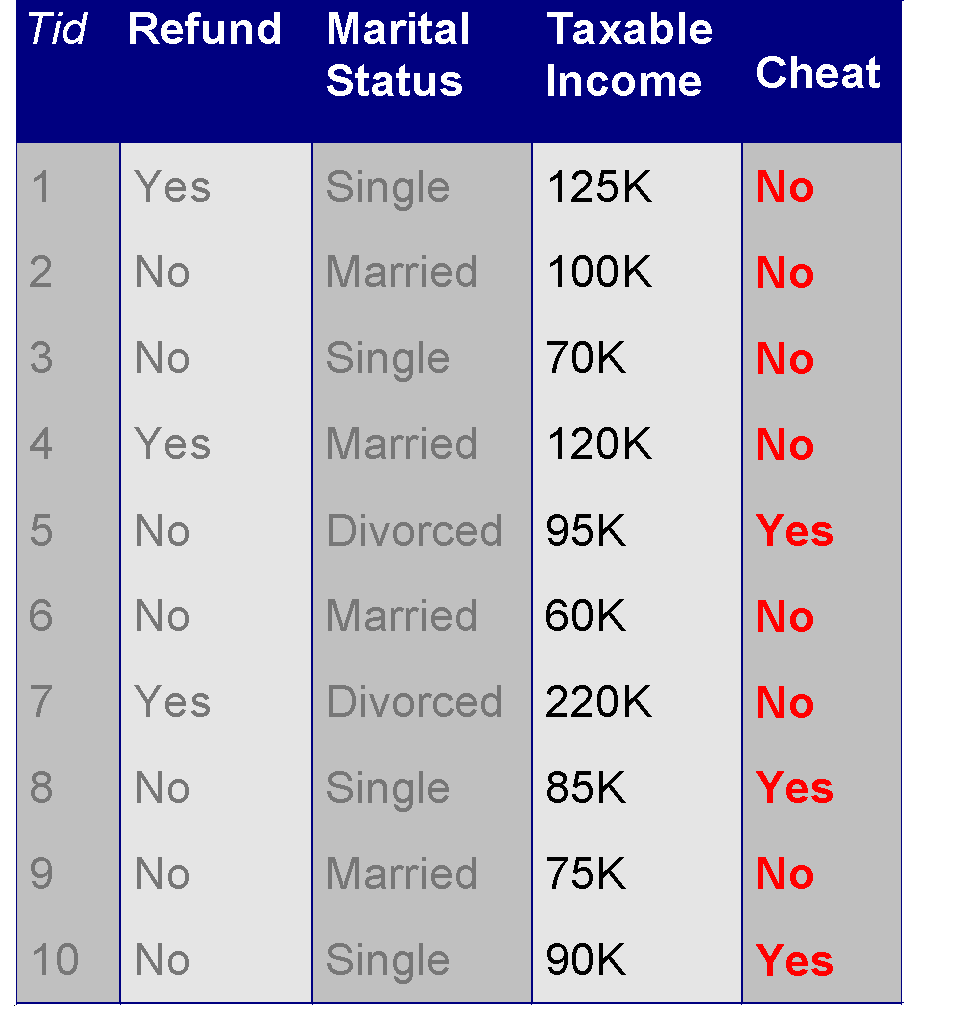 Tid Refund Marital Status Taxable Income Cheat
1 Yes Single 125K No
2 No Married 100K No
3 No Single 70K No
4 Yes Married 120K No
5 No Divorced 95K Yes
6 No Married 60K No
7 Yes Divorced 220K No
8 No Single 85K Yes
9 No Married 75K No
10 No Single 90K Yes